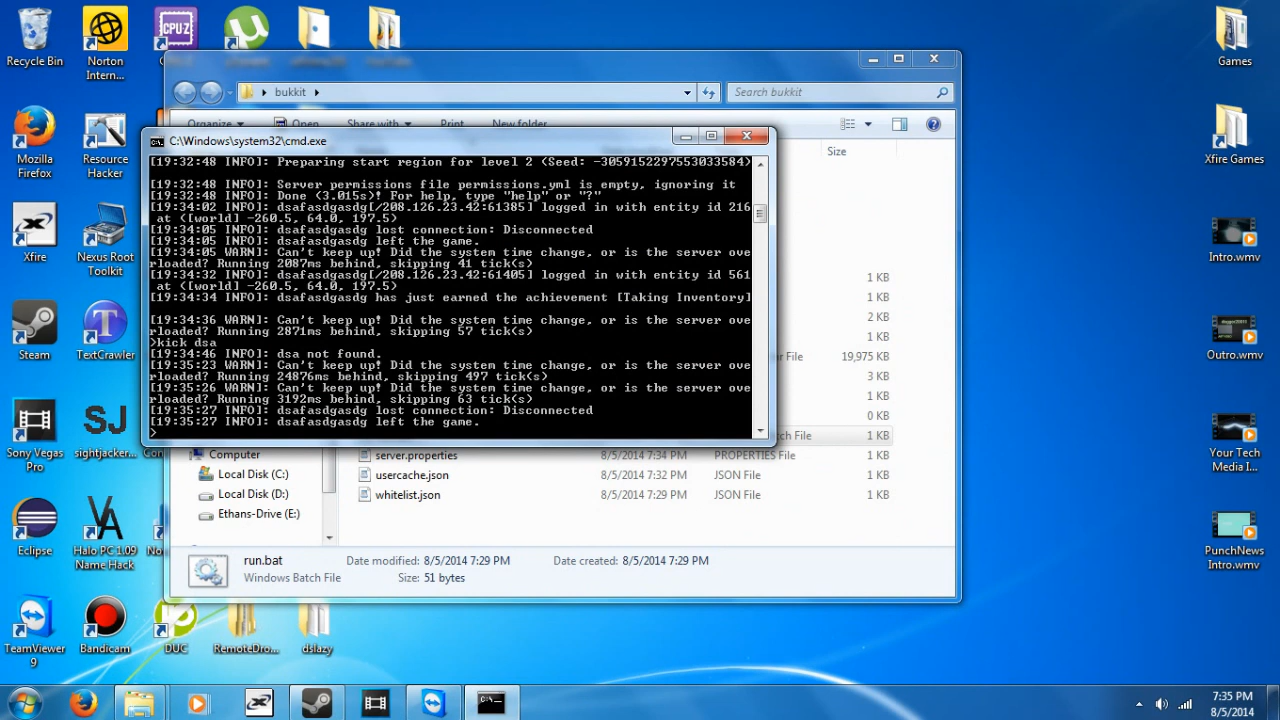 Recycle Bin
Norton
Intern...
CPU-Z
Games
bukkit
Search bukkit
Organize
Open
Share with
Print
New folder
Mozilla
Firefox
Resource
Hacker
Xfire Games
C:\Windows\system32\cmd.exe
Size
[19:32:48 INFO]: Preparing start region for level 2 (Seed: -3059152297553033584)
[19:32:48 INFO]: Server permissions file permissions.yml is empty, ignoring it
[19:32:48 INFO]: Done (3.015s)! For help, type "help" or "?"
[19:34:02 INFO]: dsafasdgasdg[/208.126.23.42:61385] logged in with entity id 216
at ([world] -260.5, 64.0, 197.5)
[19:34:05 INFO]: dsafasdgasdg lost connection: Disconnected
[19:34:05 INFO]: dsafasdgasdg left the game.
[19:34:05 WARN]: Can't keep up! Did the system time change, or is the server ove
rloaded? Running 2087ms behind, skipping 41 tick(s)
[19:34:32 INFO]: dsafasdgasdg[/208.126.23.42:61405] logged in with entity id 561
at ([world] -260.5, 64.0, 197.5)
[19:34:34 INFO]: dsafasdgasdg has just earned the achievement [Taking Inventory]
[19:34:36 WARN]: Can't keep up! Did the system time change, or is the server ove
rloaded? Running 2871ms behind, skipping 57 tick(s)
>kick dsa
[19:34:46 INFO]: dsa not found.
[19:35:23 WARN]: Can't keep up! Did the system time change, or is the server ove
rloaded? Running 24876ms behind, skipping 497 tick(s)
[19:35:26 WARN]: Can't keep up! Did the system time change, or is the server ove
rloaded? Running 3192ms behind, skipping 63 tick(s)
[19:35:27 INFO]: dsafasdgasdg lost connection: Disconnected
[19:35:27 INFO]: dsafasdgasdg left the game.
>
Xfire
Nexus Root
Toolkit
Intro.wmv
1 KB
1 KB
2 KB
1 KB
File 19,975 KB
3 KB
1 KB
0 KB
File 1 KB
Steam
TextCrawler
Outro.wmv
Sony Vegas
Pro
SJ
sightjacker...
Your Tech
Media I...
Computer
Local Disk (C:)
Local Disk (D:)
Ethans-Drive (E:)
server.properties 8/5/2014 7:34 PM PROPERTIES File 1 KB
usercache.json 8/5/2014 7:32 PM JSON File 1 KB
whitelist.json 8/5/2014 7:29 PM JSON File 1 KB
Eclipse
VA
Halo PC 1.09
Name Hack
PunchNews
Intro.wmv
run.bat
Windows Batch File
Date modified: 8/5/2014 7:29 PM
Size: 51 bytes
Date created: 8/5/2014 7:29 PM
TeamViewer
9
Bandicam
DUC
RemoteDro...
dslazy
7:35 PM
8/5/2014